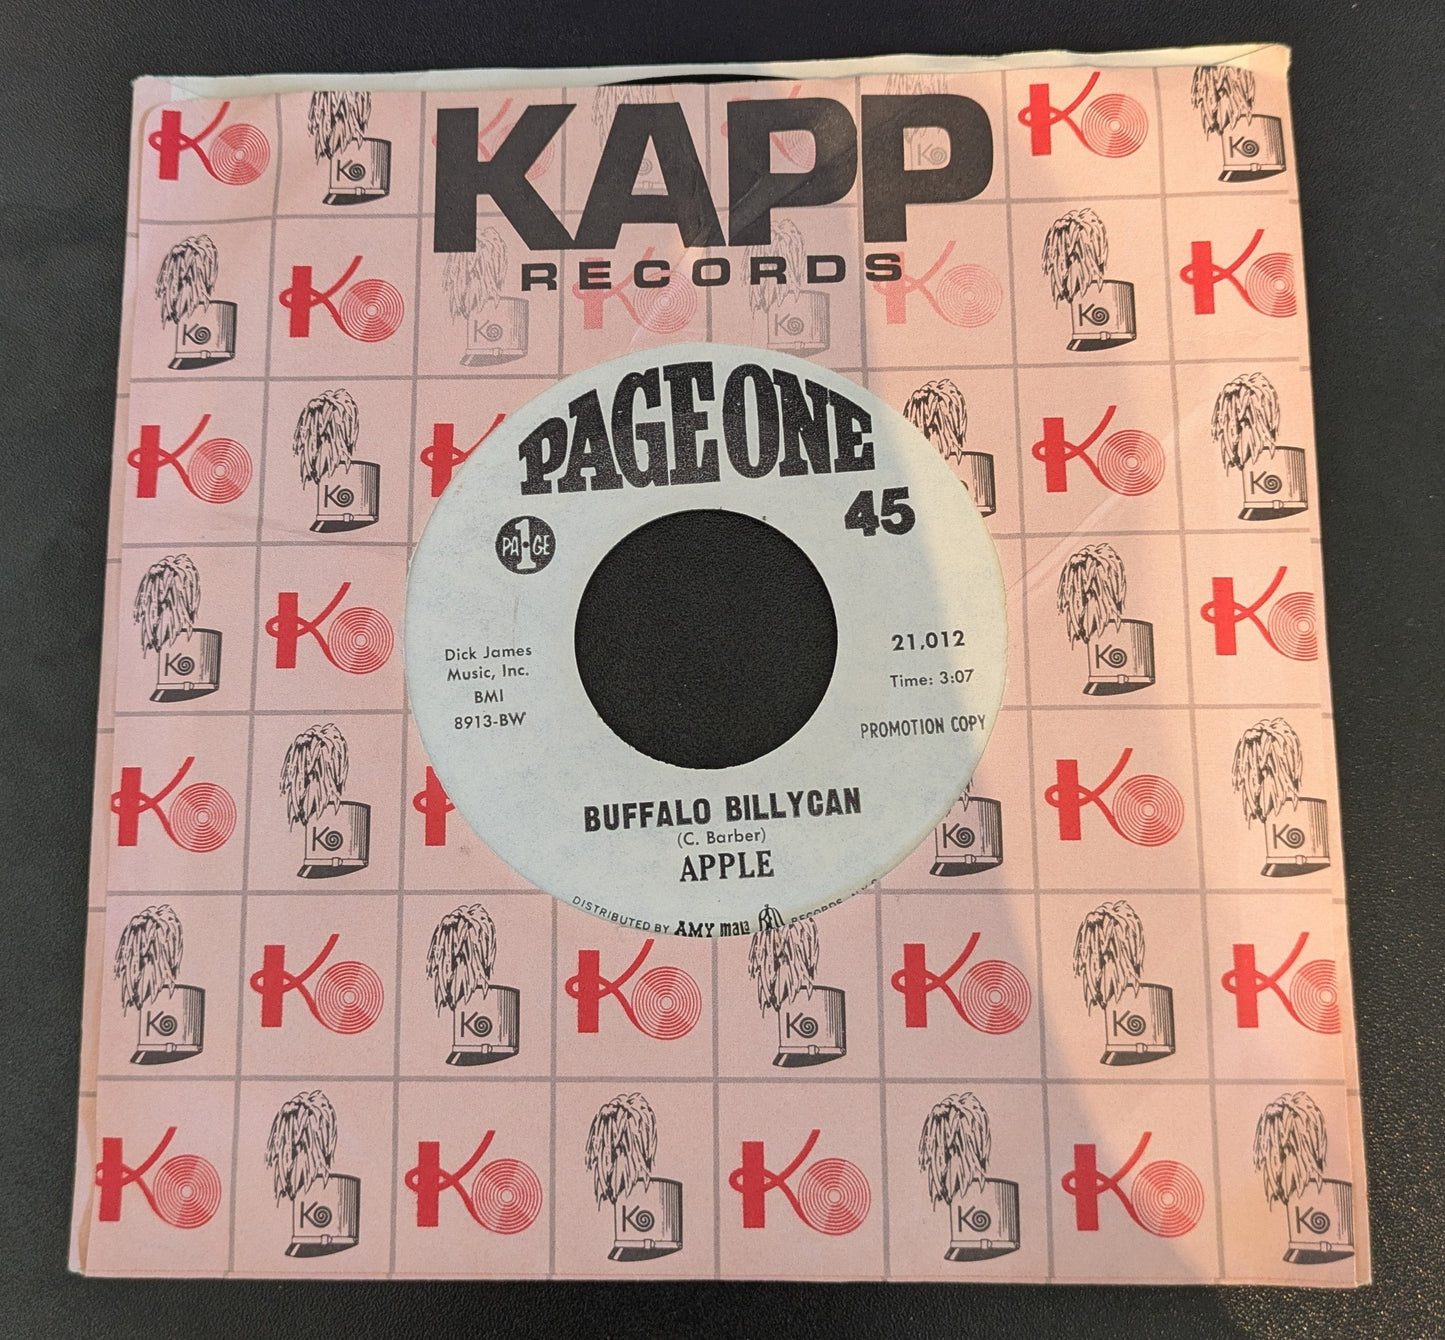 KAPP
RECORDS
PAGE ONE
45
1
PA·GE
Dick James
Music, Inc.
BMI
8913-BW
21,012
Time: 3:07
PROMOTION COPY
BUFFALO BILLYCAN
(C. Barber)
APPLE
DISTRIBUTED BY AMY mala RECORDS